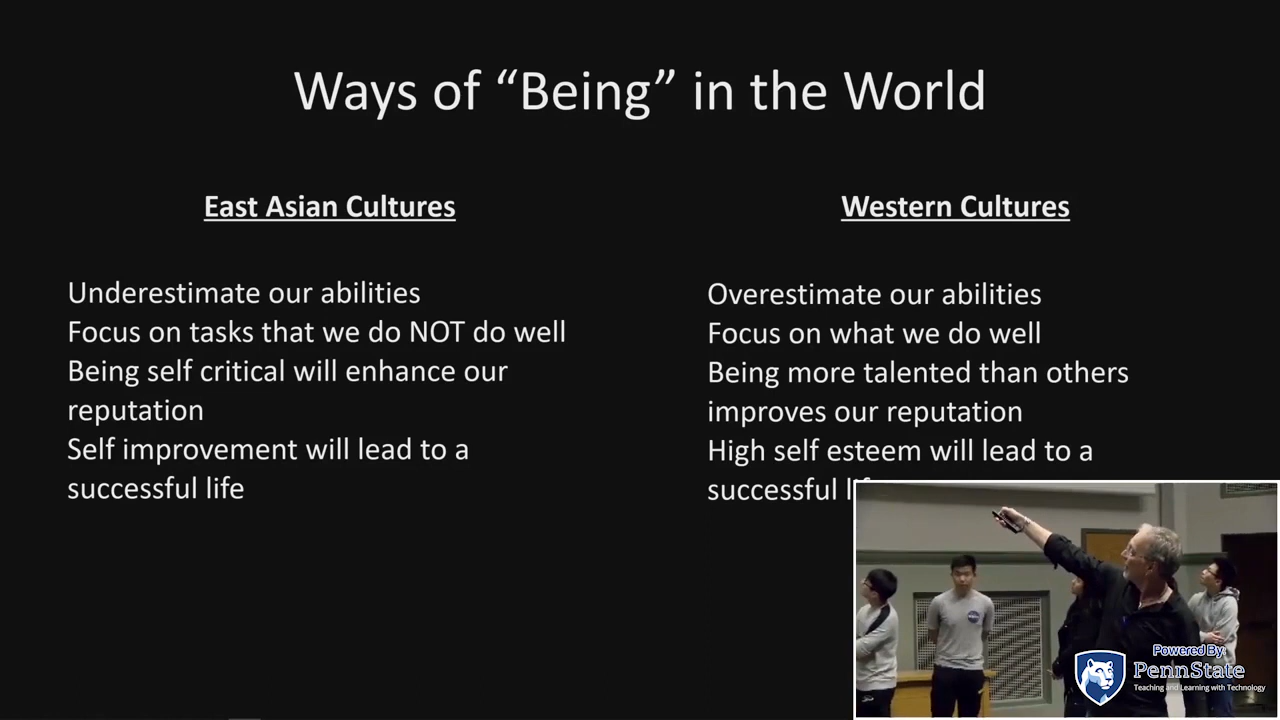 Ways of “Being” in the World
East Asian Cultures
Underestimate our abilities
Focus on tasks that we do NOT do well
Being self critical will enhance our
reputation
Self improvement will lead to a
successful life
Western Cultures
Overestimate our abilities
Focus on what we do well
Being more talented than others
improves our reputation
High self esteem will lead to a
successful
Powered By:
PennState
Teaching and Learning with Technology